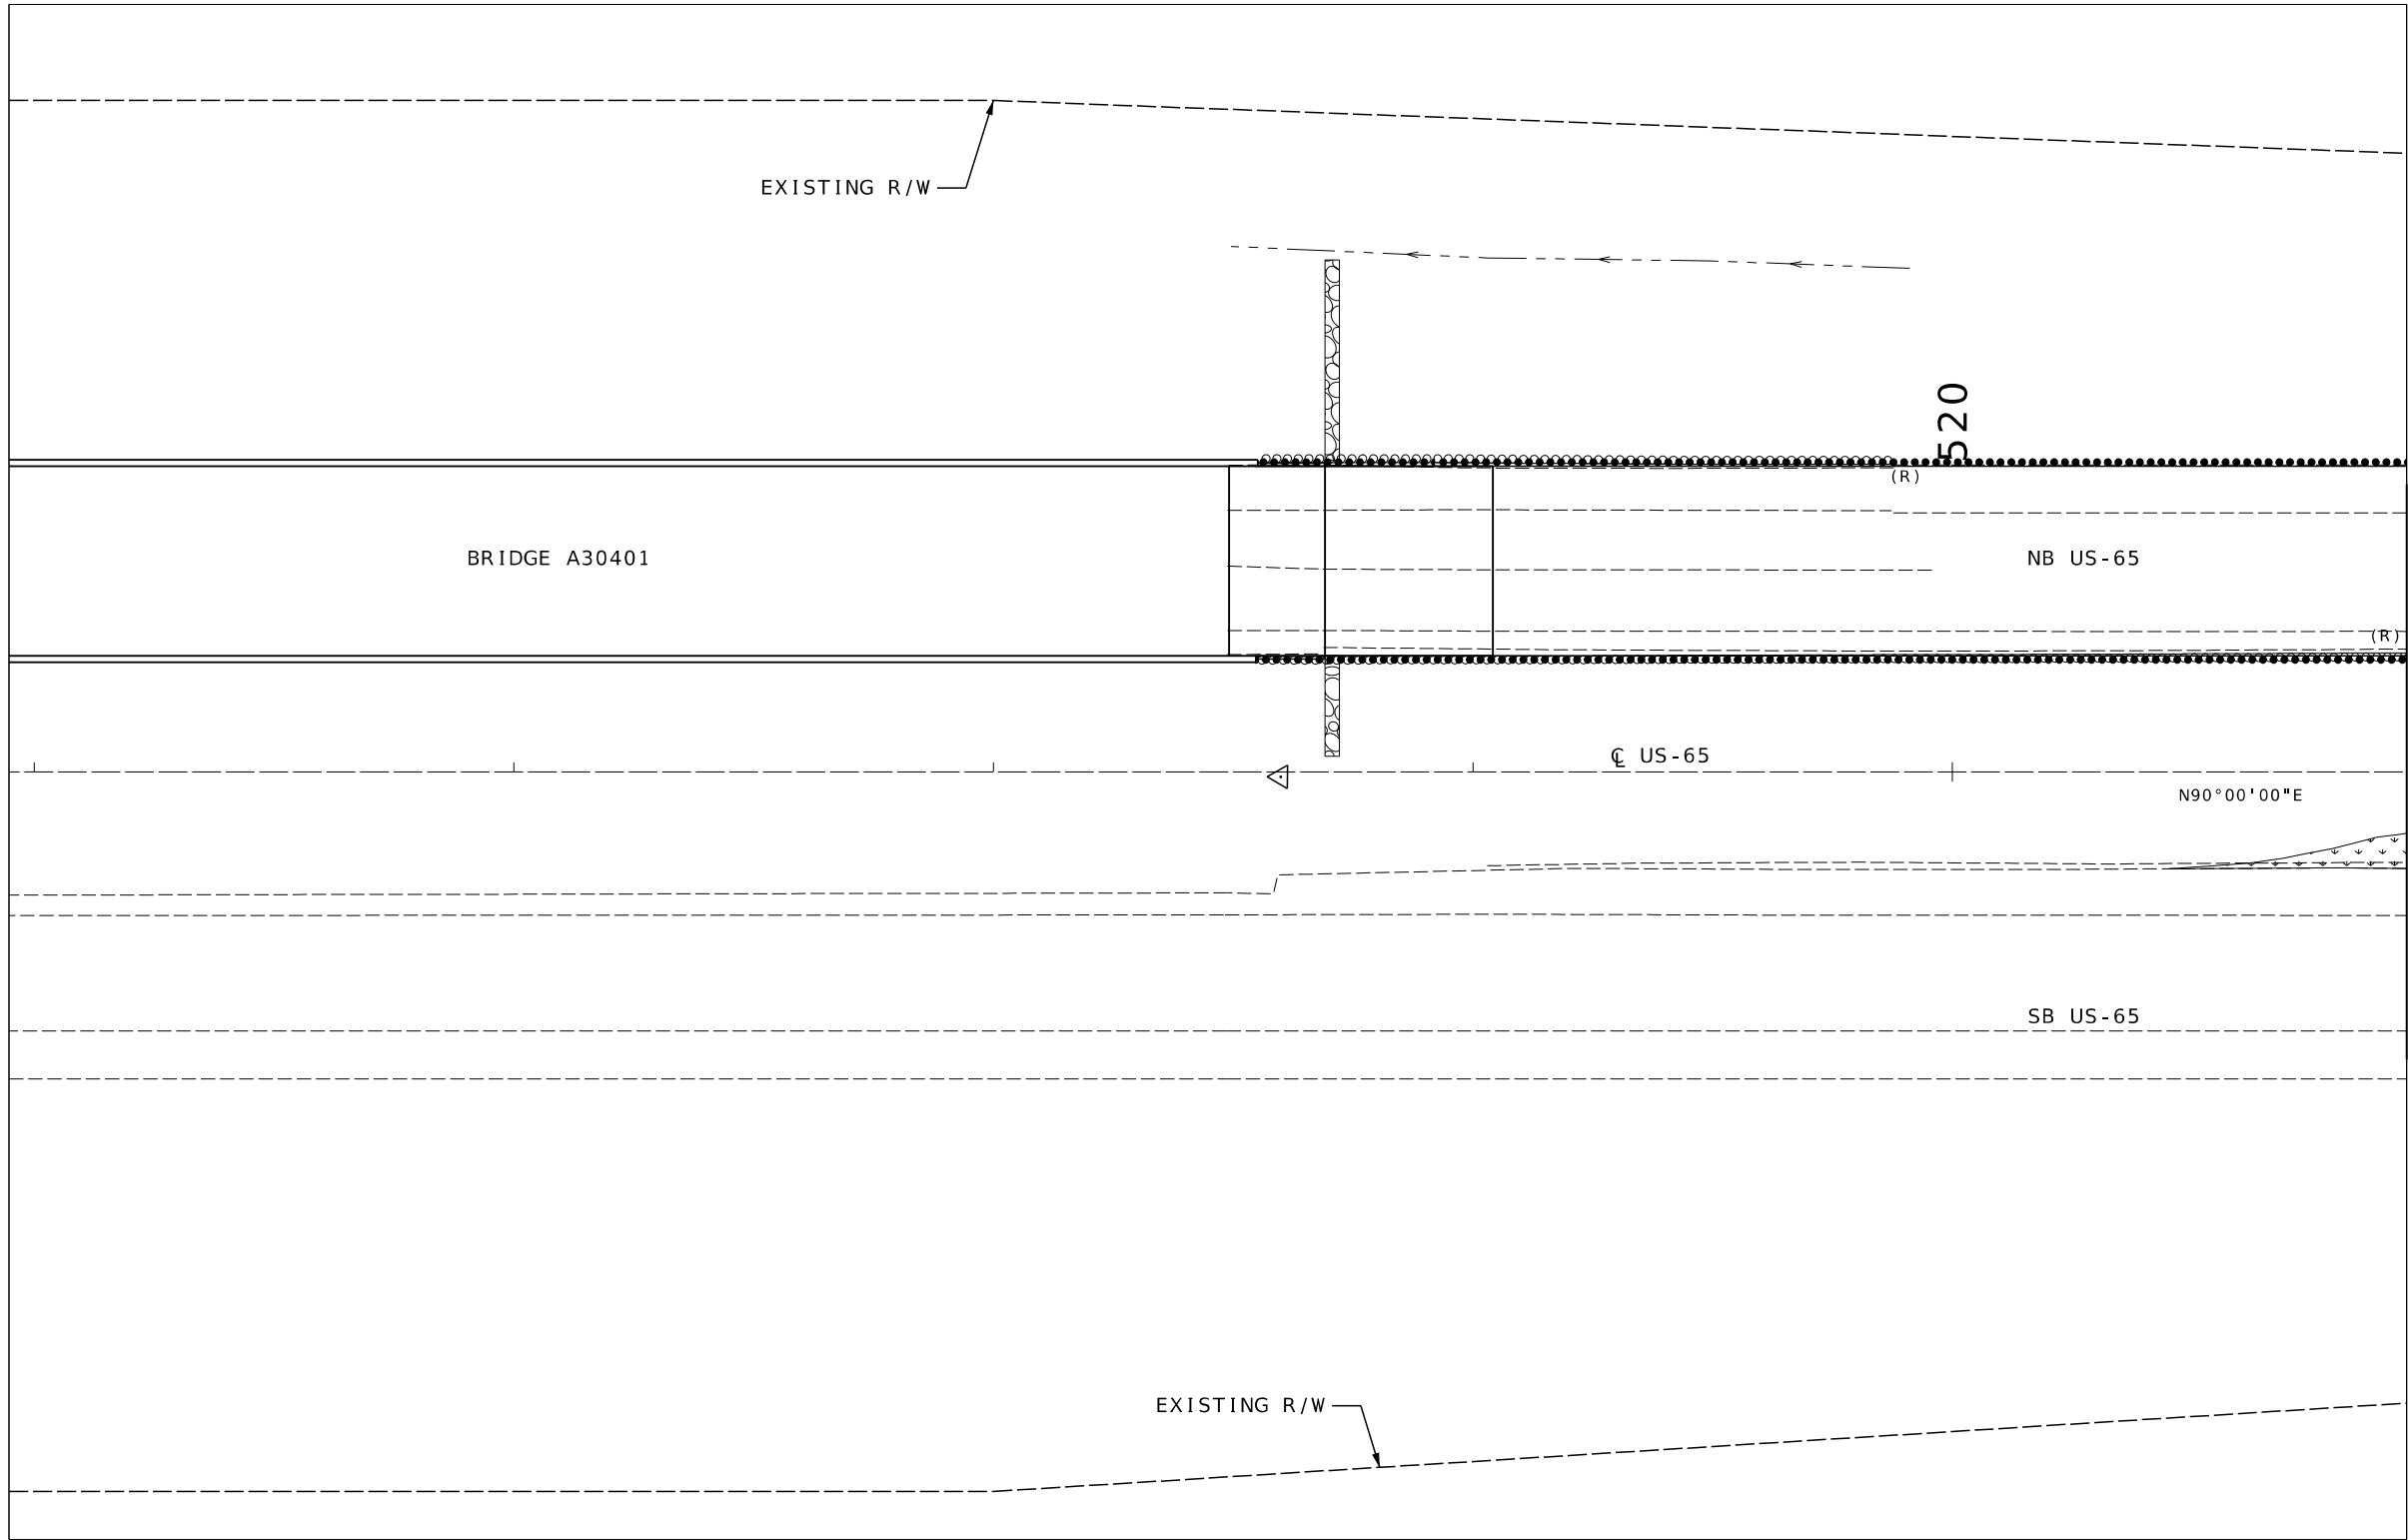 EXISTING R/W
520
(R)
BRIDGE A30401
NB US-65
(R)
℄ US-65
N90°00'00"E
SB US-65
EXISTING R/W